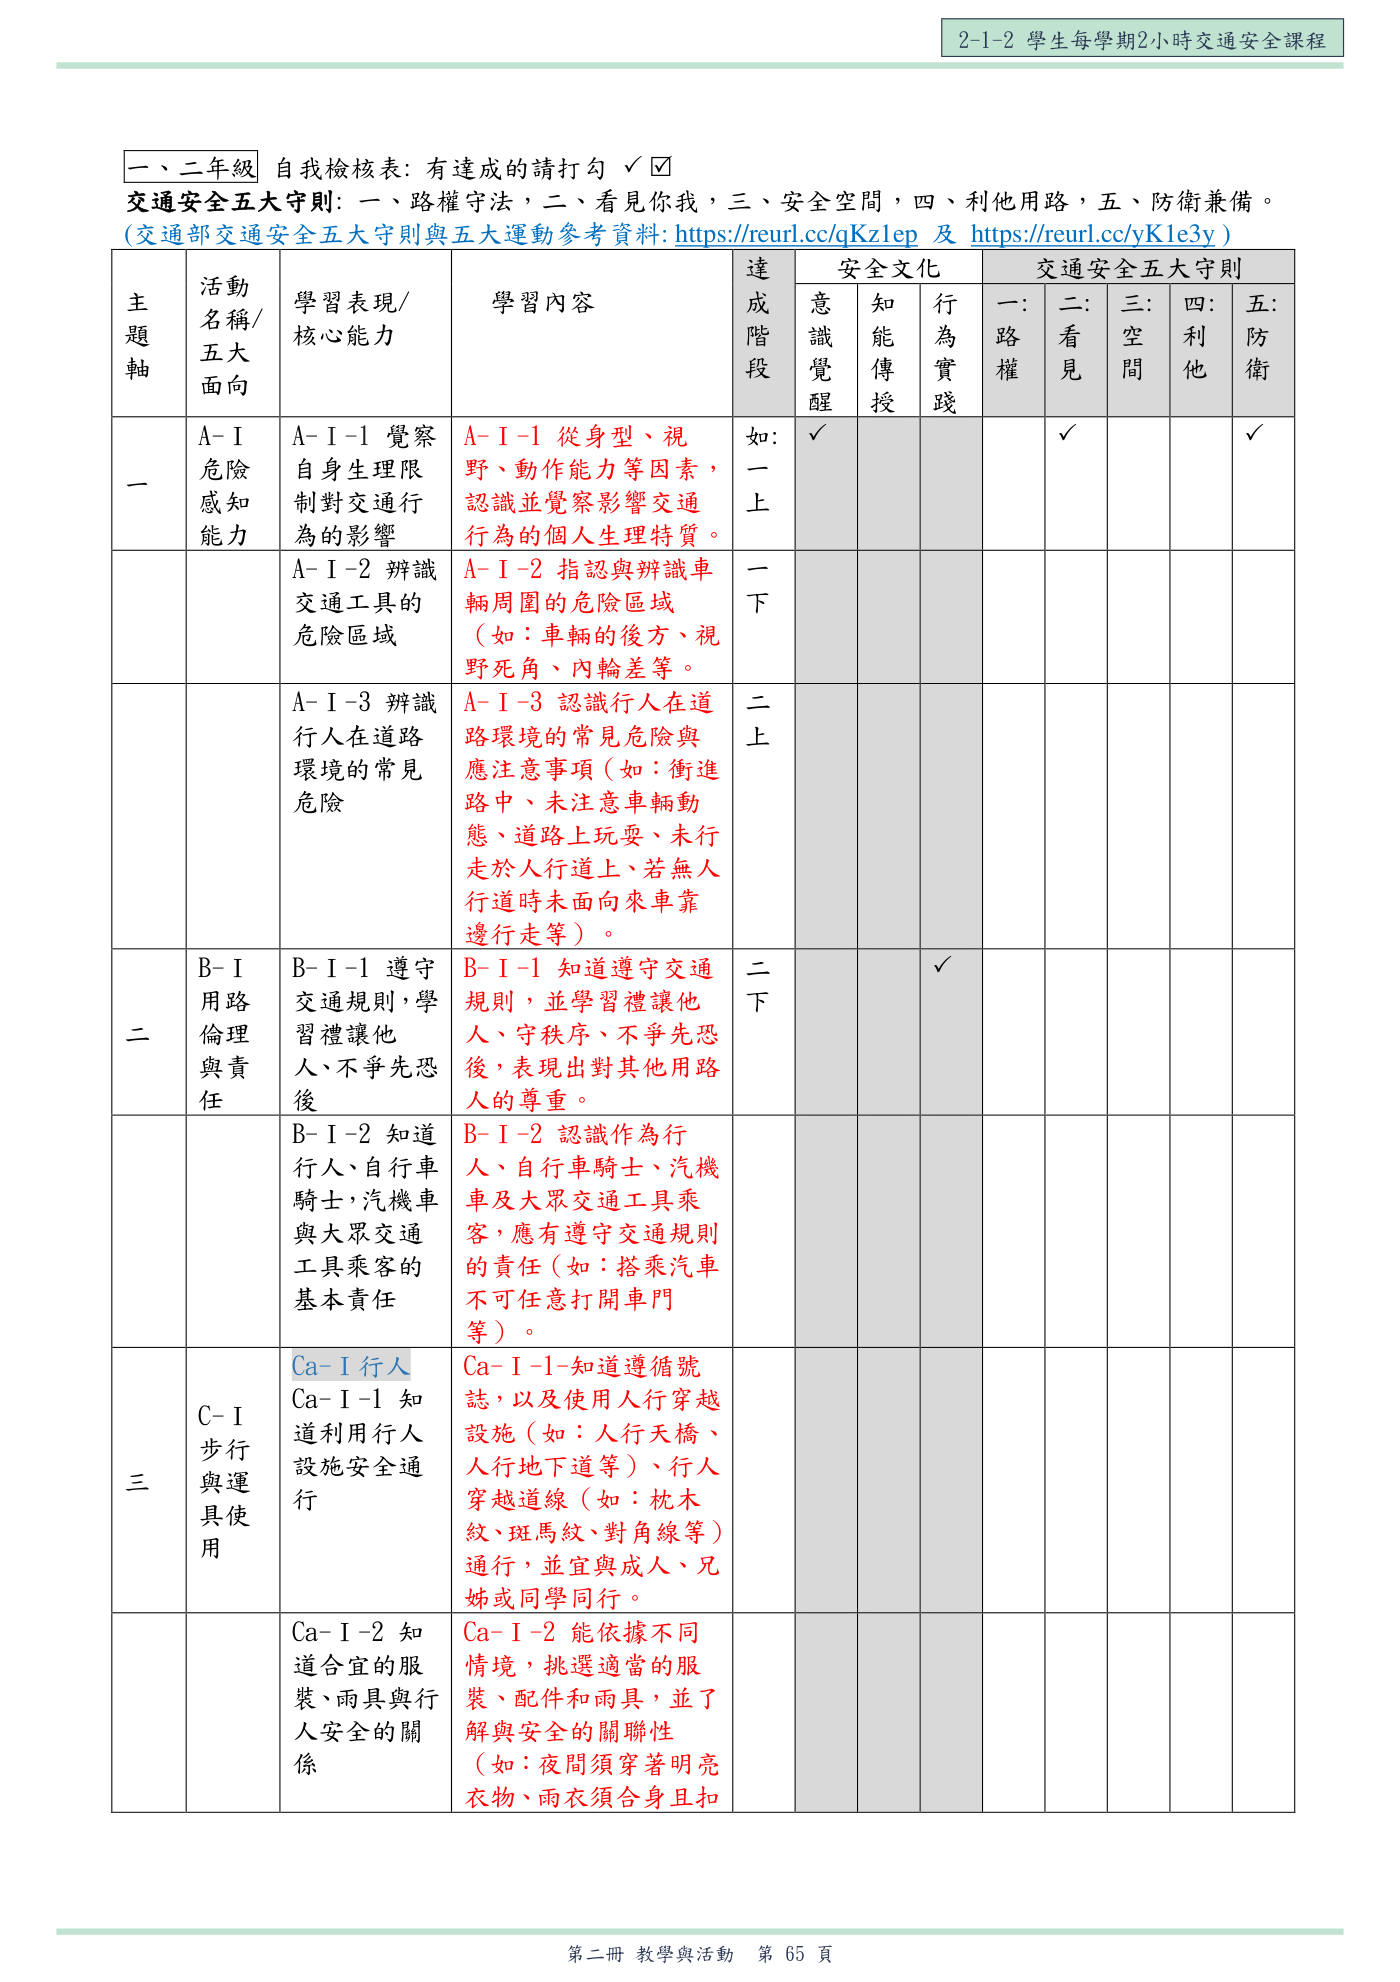 2-1-2 學生每學期2小時交通安全課程
一、二年級 自我檢核表: 有達成的請打勾 ✓ ☑
交通安全五大守則: 一、路權守法，二、看見你我，三、安全空間，四、利他用路，五、防衛兼備。
(交通部交通安全五大守則與五大運動參考資料: https://reurl.cc/qKz1ep 及 https://reurl.cc/yK1e3y )
主
題
軸
活動
名稱/
五大
面向
學習表現/
核心能力
學習內容
達
成
階
段
安全文化
意
識
覺
醒
知
能
傳
授
行
為
實
踐
交通安全五大守則
一:
路
權
二:
看
見
三:
空
間
四:
利
他
五:
防
衛
一
A-Ⅰ
危險
感知
能力
A-Ⅰ-1 覺察
自身生理限
制對交通行
為的影響
A-Ⅰ-1 從身型、視
野、動作能力等因素，
認識並覺察影響交通
行為的個人生理特質。
如:
一
上
✓
✓
✓
A-Ⅰ-2 辨識
交通工具的
危險區域
A-Ⅰ-2 指認與辨識車
輛周圍的危險區域
（如：車輛的後方、視
野死角、內輪差等。
一
下
A-Ⅰ-3 辨識
行人在道路
環境的常見
危險
A-Ⅰ-3 認識行人在道
路環境的常見危險與
應注意事項（如：衝進
路中、未注意車輛動
態、道路上玩耍、未行
走於人行道上、若無人
行道時未面向來車靠
邊行走等）。
二
上
二
B-Ⅰ
用路
倫理
與責
任
B-Ⅰ-1 遵守
交通規則，學
習禮讓他
人、不爭先恐
後
B-Ⅰ-1 知道遵守交通
規則，並學習禮讓他
人、守秩序、不爭先恐
後，表現出對其他用路
人的尊重。
二
下
✓
B-Ⅰ-2 知道
行人、自行車
騎士，汽機車
與大眾交通
工具乘客的
基本責任
B-Ⅰ-2 認識作為行
人、自行車騎士、汽機
車及大眾交通工具乘
客，應有遵守交通規則
的責任（如：搭乘汽車
不可任意打開車門
等）。
三
C-Ⅰ
步行
與運
具使
用
Ca-Ⅰ行人
Ca-Ⅰ-1 知
道利用行人
設施安全通
行
Ca-Ⅰ-1-知道遵循號
誌，以及使用人行穿越
設施（如：人行天橋、
人行地下道等）、行人
穿越道線（如：枕木
紋、斑馬紋、對角線等）
通行，並宜與成人、兄
姊或同學同行。
Ca-Ⅰ-2 知
道合宜的服
裝、雨具與行
人安全的關
係
Ca-Ⅰ-2 能依據不同
情境，挑選適當的服
裝、配件和雨具，並了
解與安全的關聯性
（如：夜間須穿著明亮
衣物、雨衣須合身且扣
第二冊 教學與活動 第 65 頁